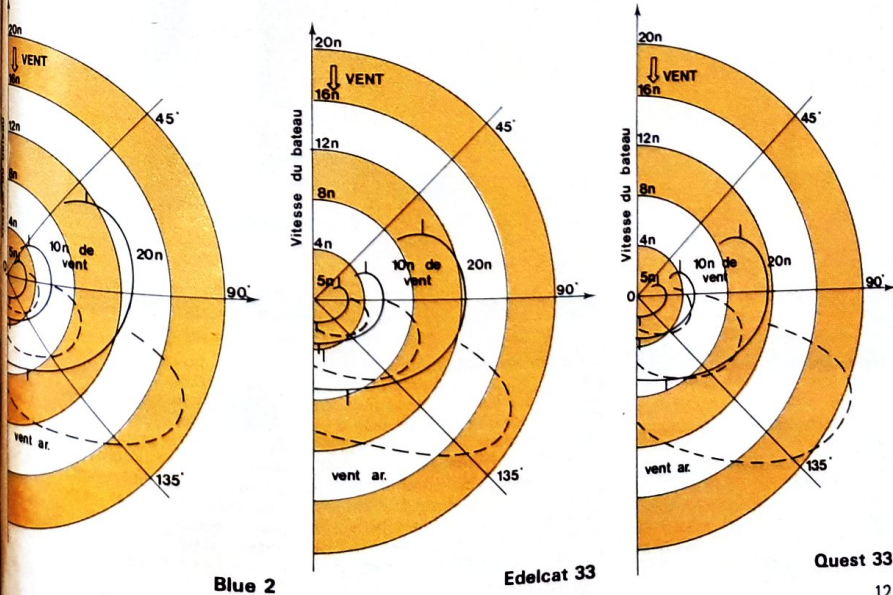 20n
VENT
16n
12n
8n
4n
5n
0
45°
10n de
vent
20n
90°
vent ar.
135°
Blue 2
20n
VENT
16n
12n
8n
4n
5n
Vitesse du bateau
45°
10n de
vent
20n
90°
vent ar.
135°
Edelcat 33
20n
VENT
16n
12n
8n
4n
5n
0
Vitesse du bateau
45°
10n de
vent
20n
90°
vent ar.
135°
Quest 33
12